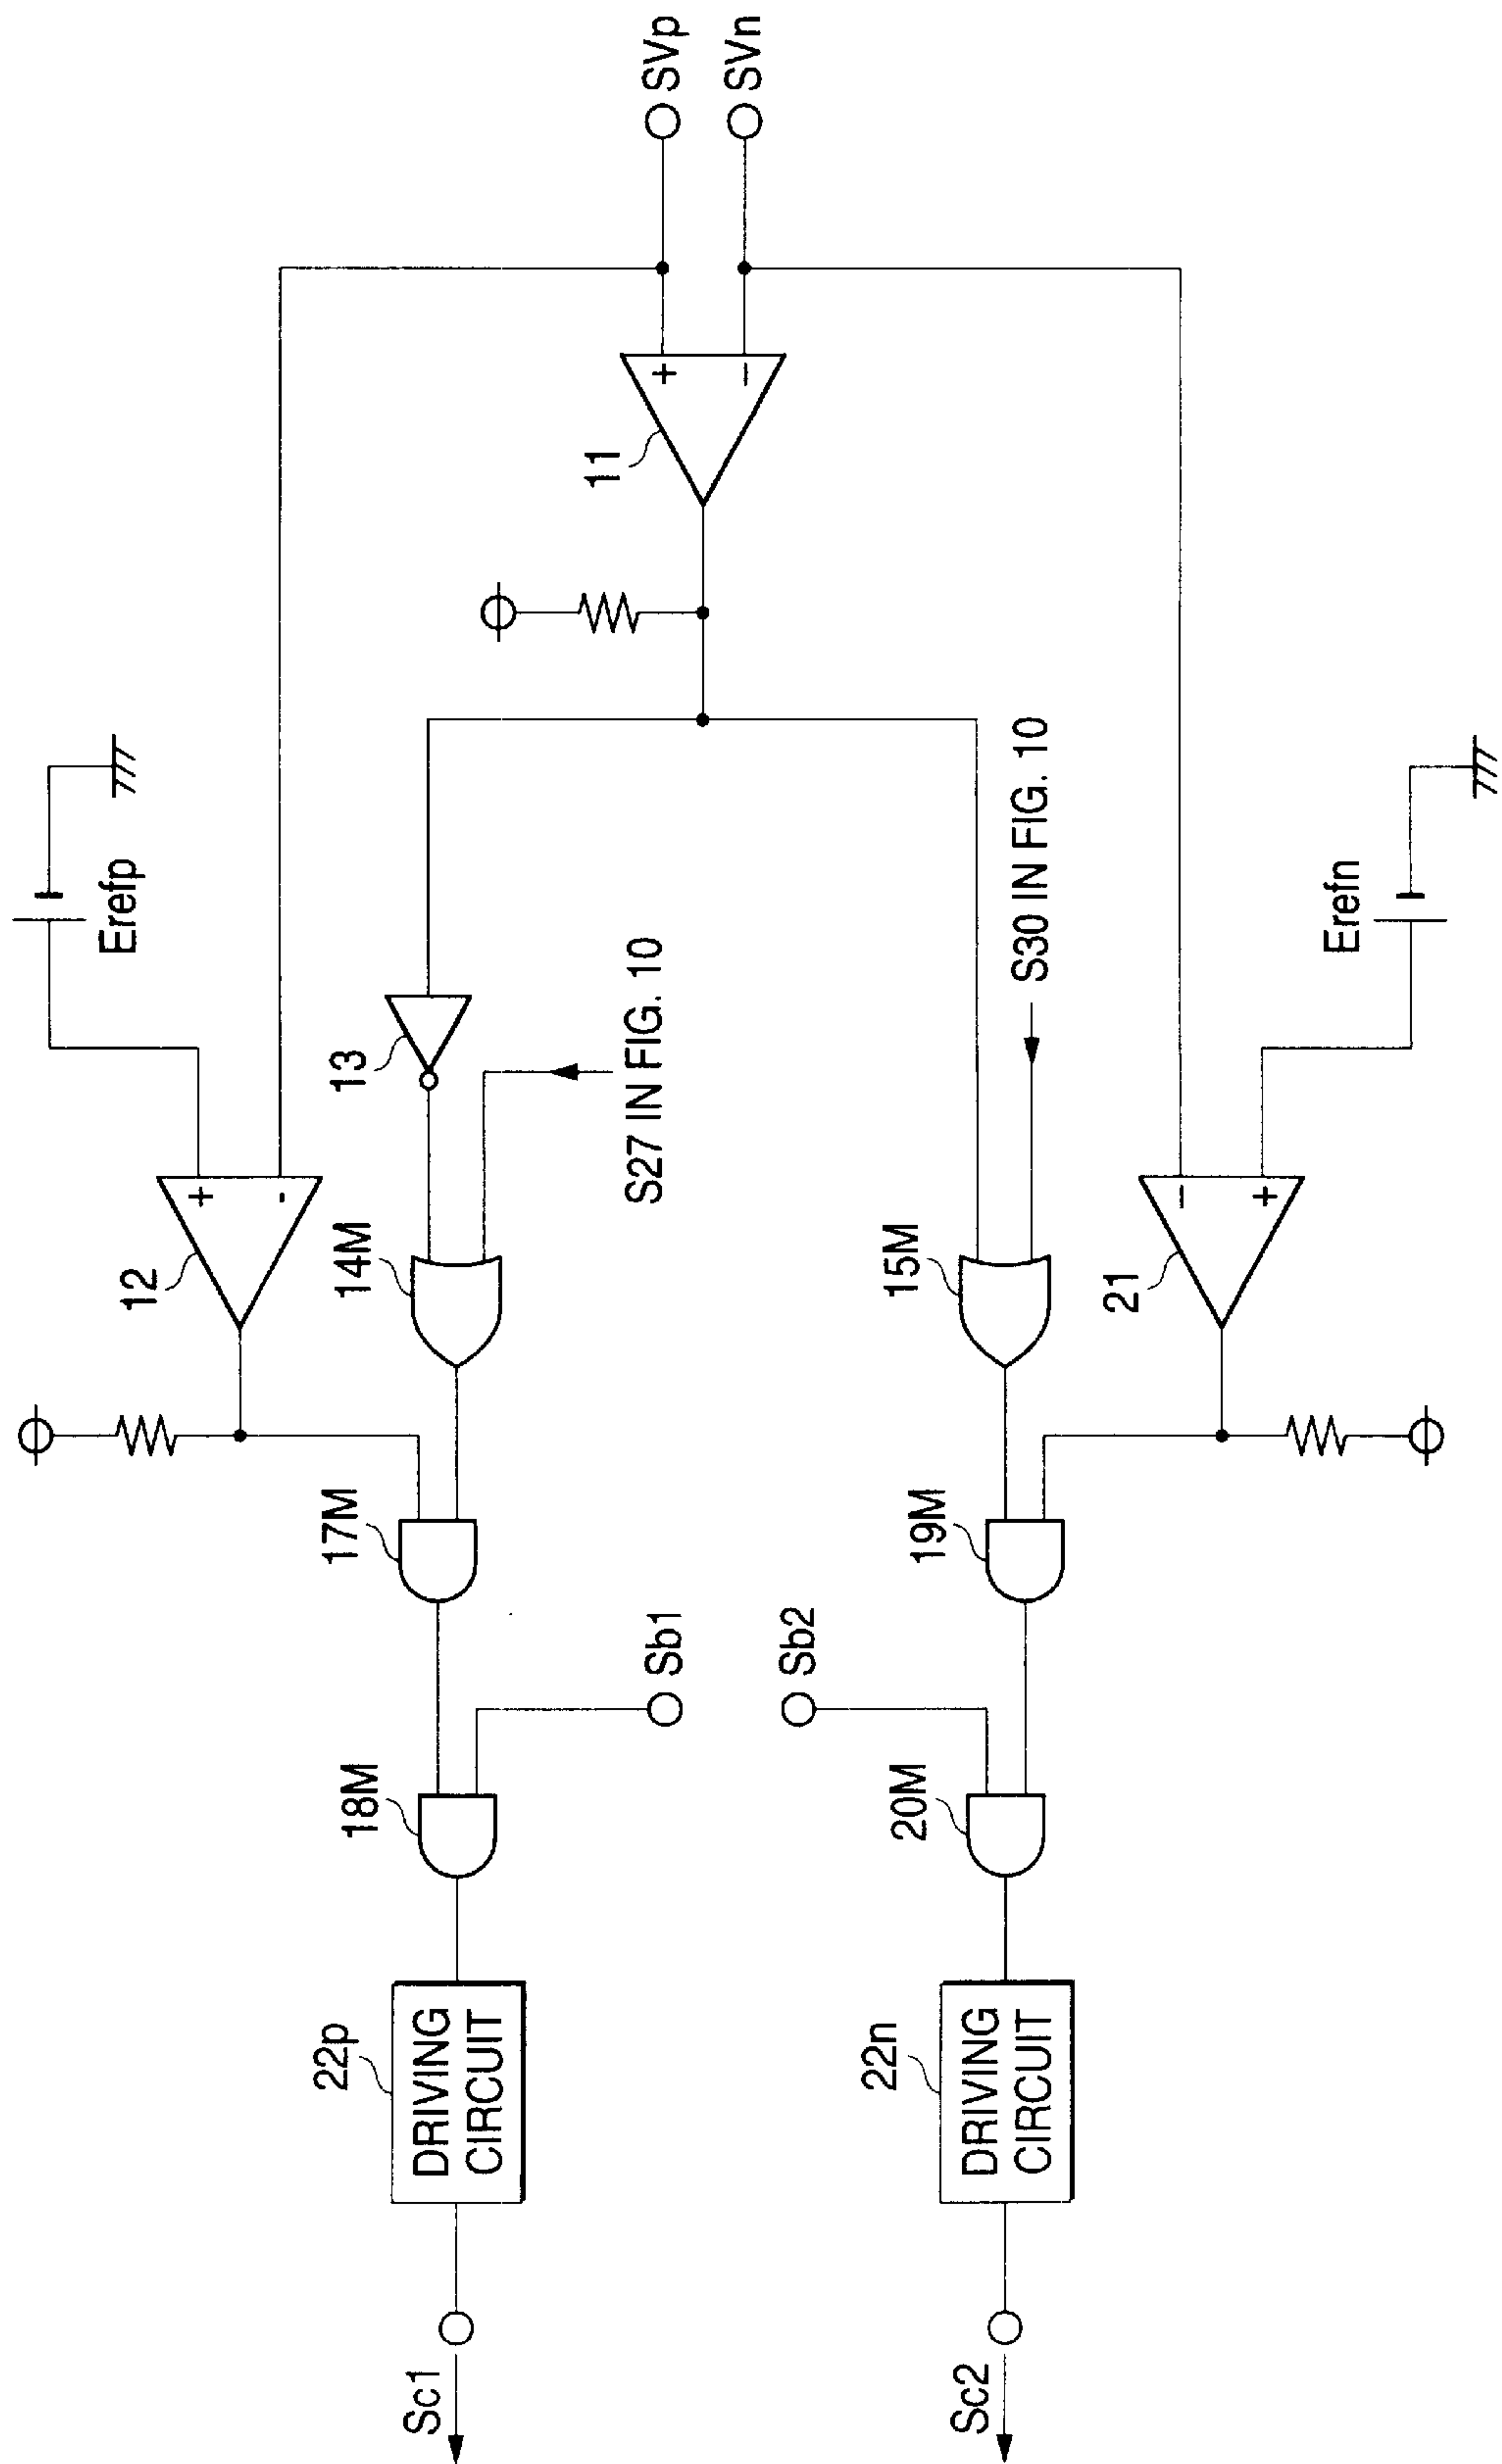 SVp
SVn
11
Erefp
12
13
S27 IN FIG. 10
14M
S30 IN FIG. 10
15M
Erefn
21
17M
19M
Sb1
Sb2
18M
20M
22p
DRIVING
CIRCUIT
22n
DRIVING
CIRCUIT
Sc1
Sc2
+
-
+
-
-
+